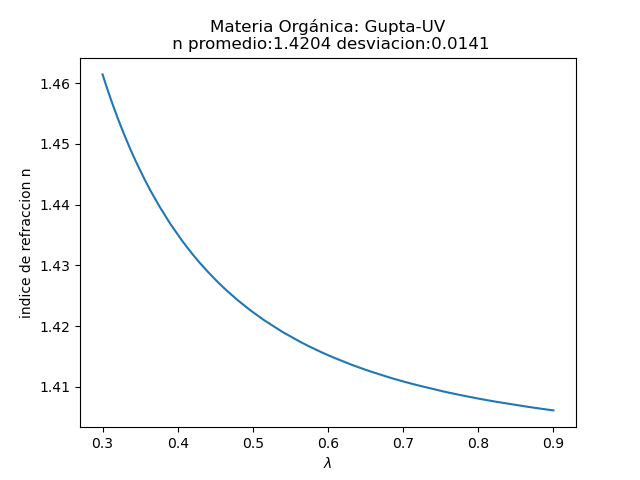 Materia Orgánica: Gupta-UV
n promedio:1.4204 desviacion:0.0141
1.46
1.45
1.44
1.43
1.42
1.41
indice de refraccion n
0.3 0.4 0.5 0.6 0.7 0.8 0.9
λ